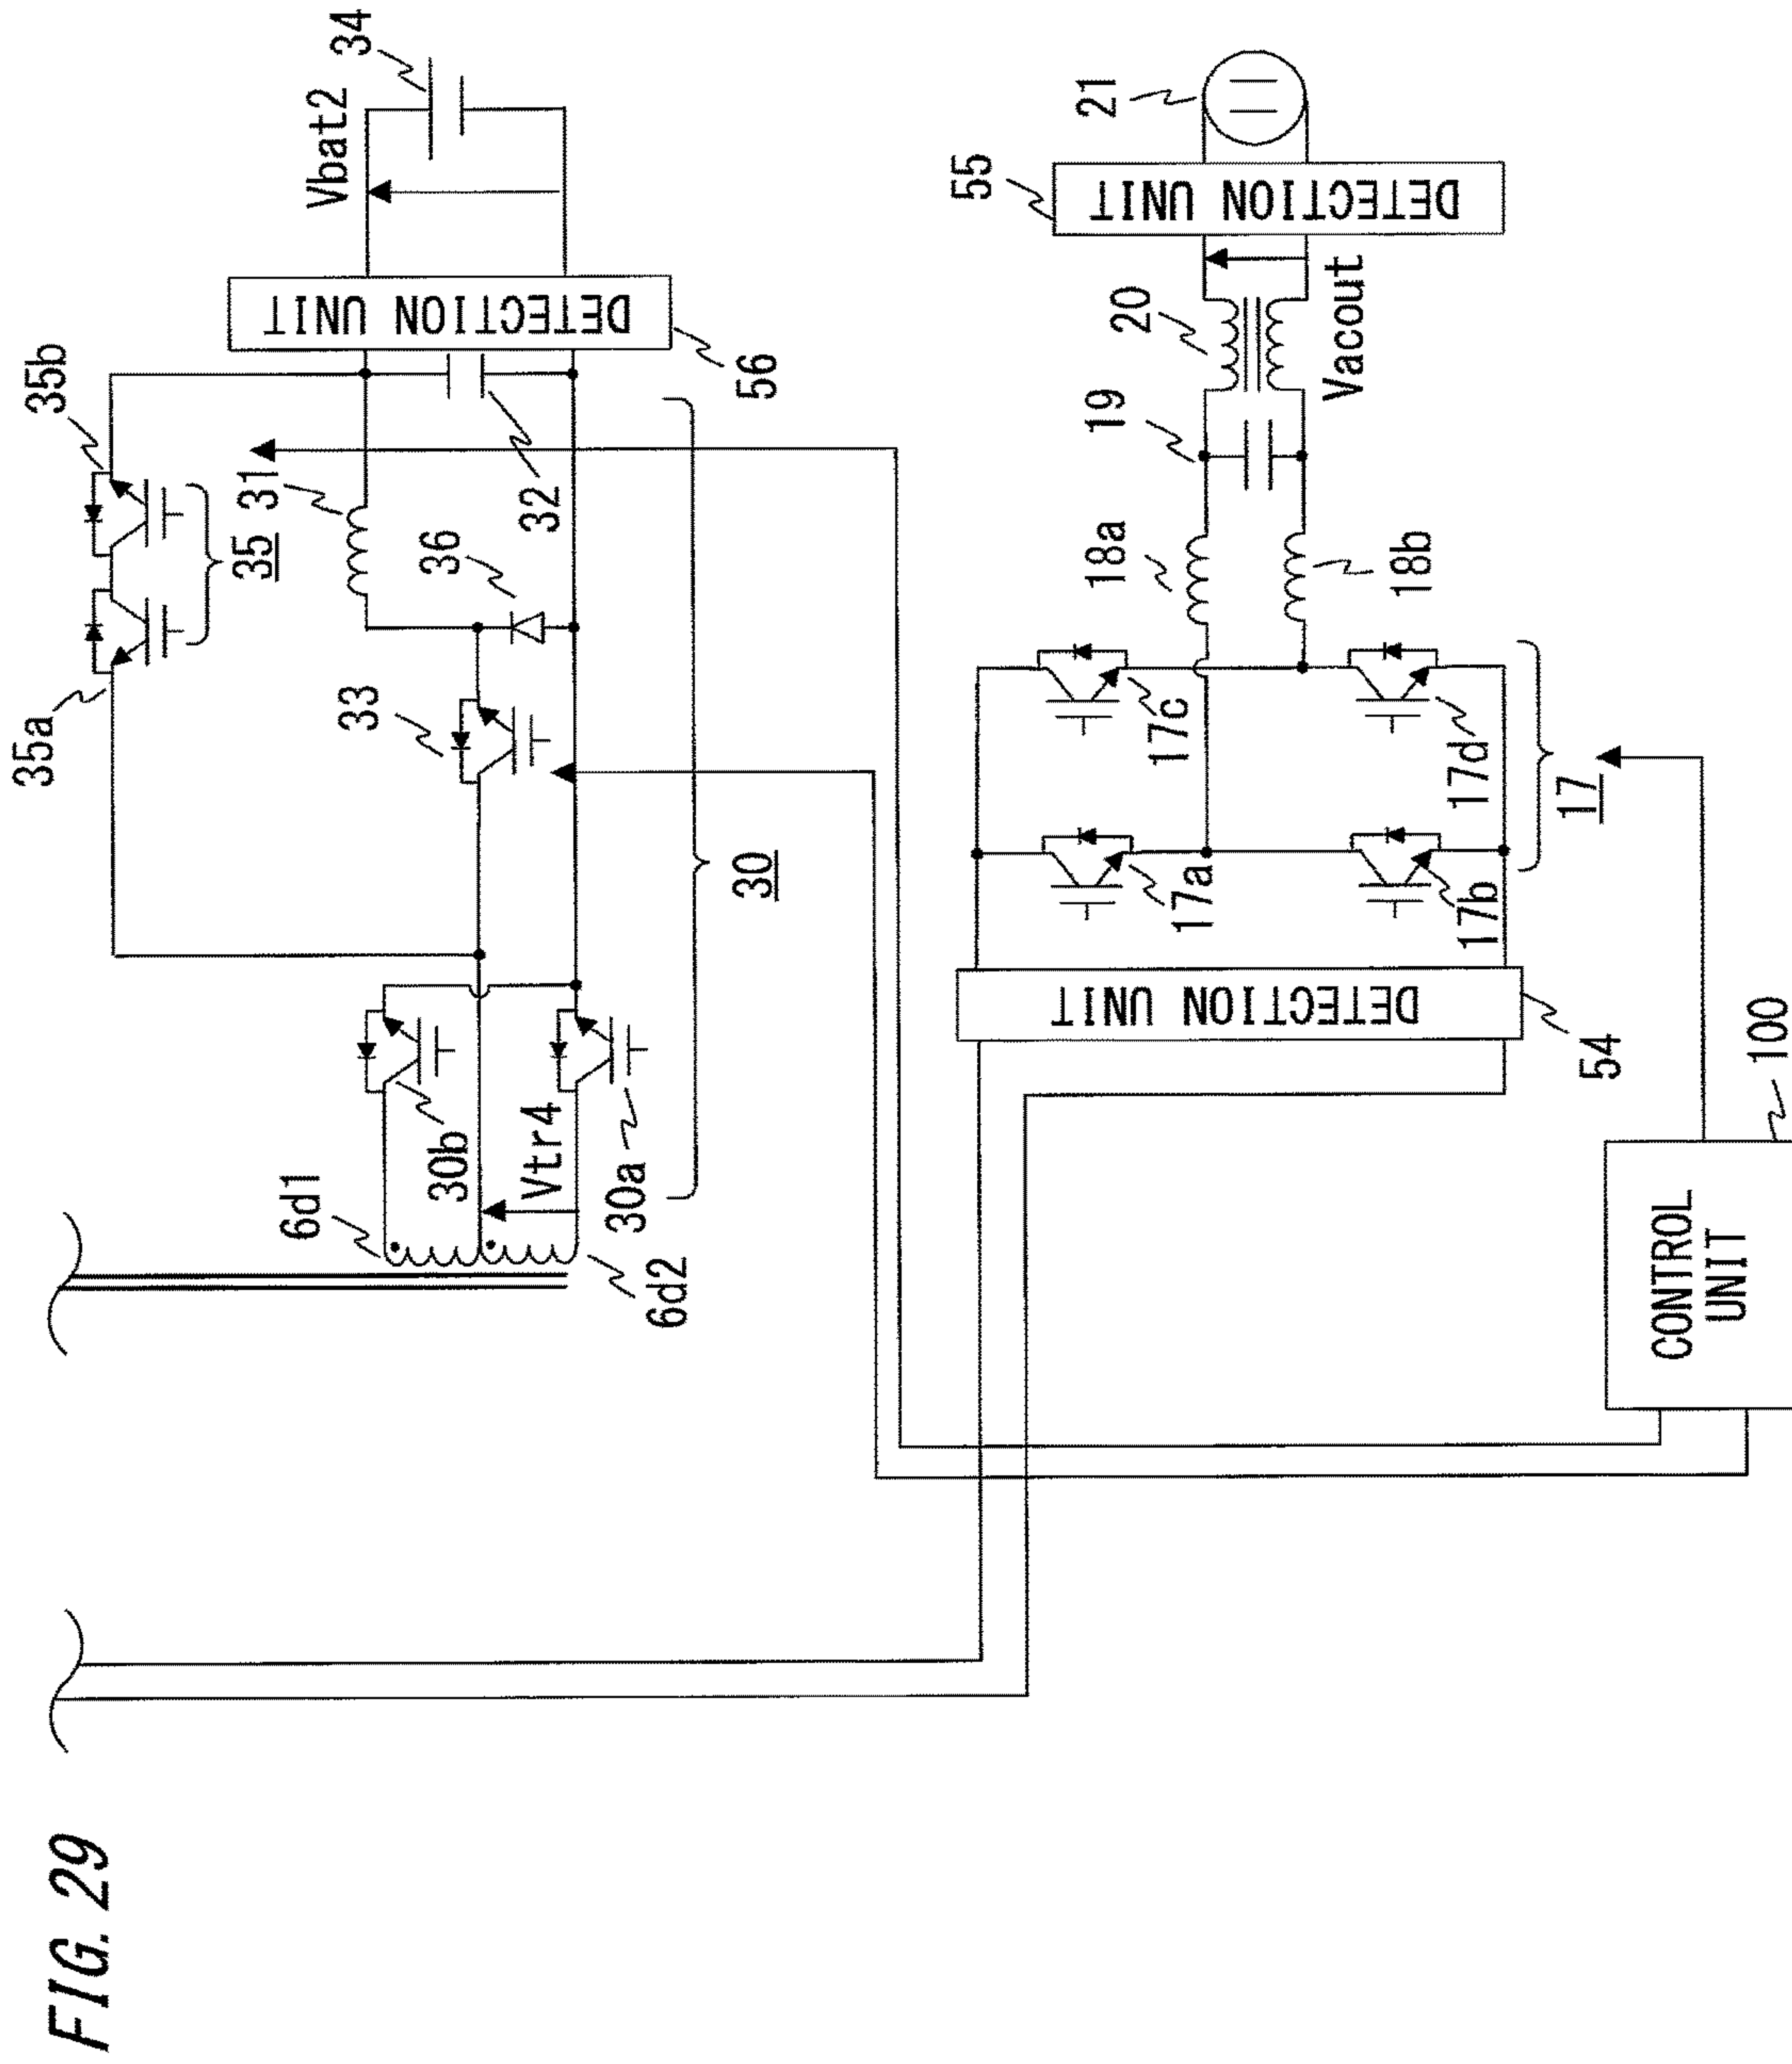 FIG. 29
34
Vbat2
DETECTION UNIT
56
35b
35
35a
31
32
36
33
30
30b
30a
Vtr4
6d1
6d2
21
55
DETECTION UNIT
20
Vacout
19
18a
18b
17c
17d
17a
17b
17
DETECTION UNIT
54
100
CONTROL
UNIT